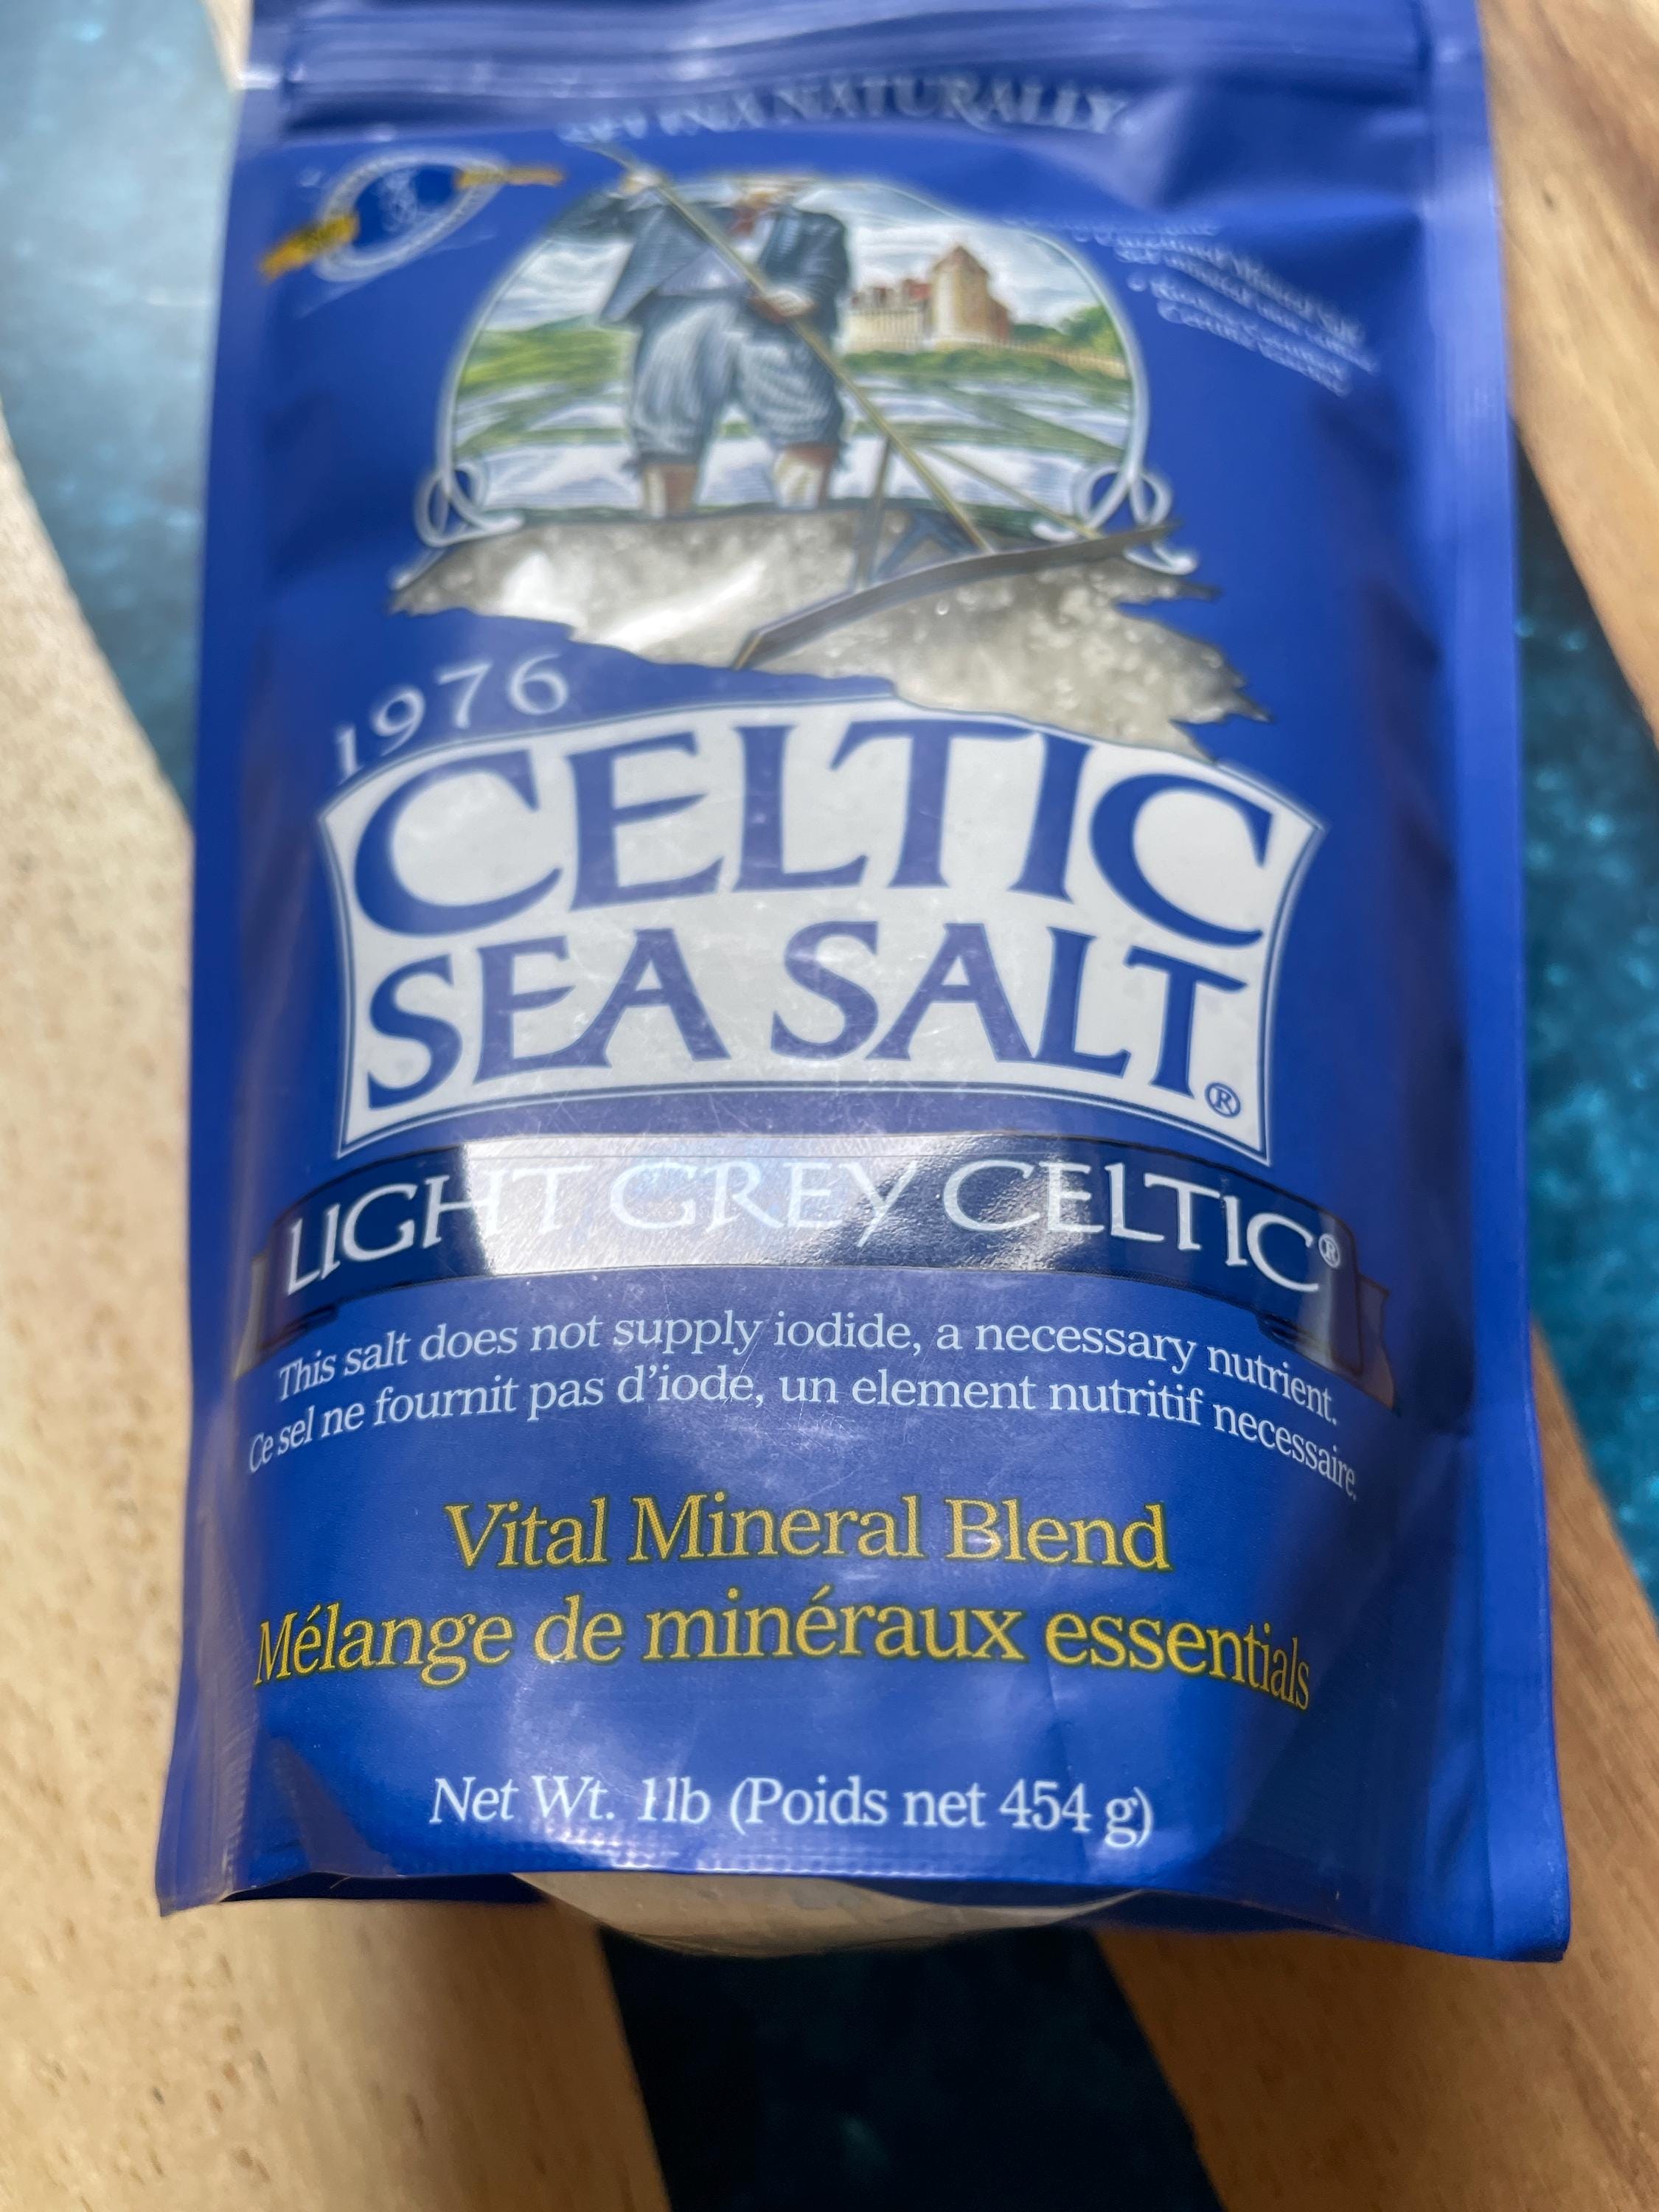 NATURALLY
1976
CELTIC
SEA SALT®
LIGHT GREY CELTIC®
This salt does not supply iodide, a necessary nutrient.
Ce sel ne fournit pas d'iode, un element nutritif necessaire.
Vital Mineral Blend
Mélange de minéraux essentials
Net Wt. 1lb (Poids net 454 g)